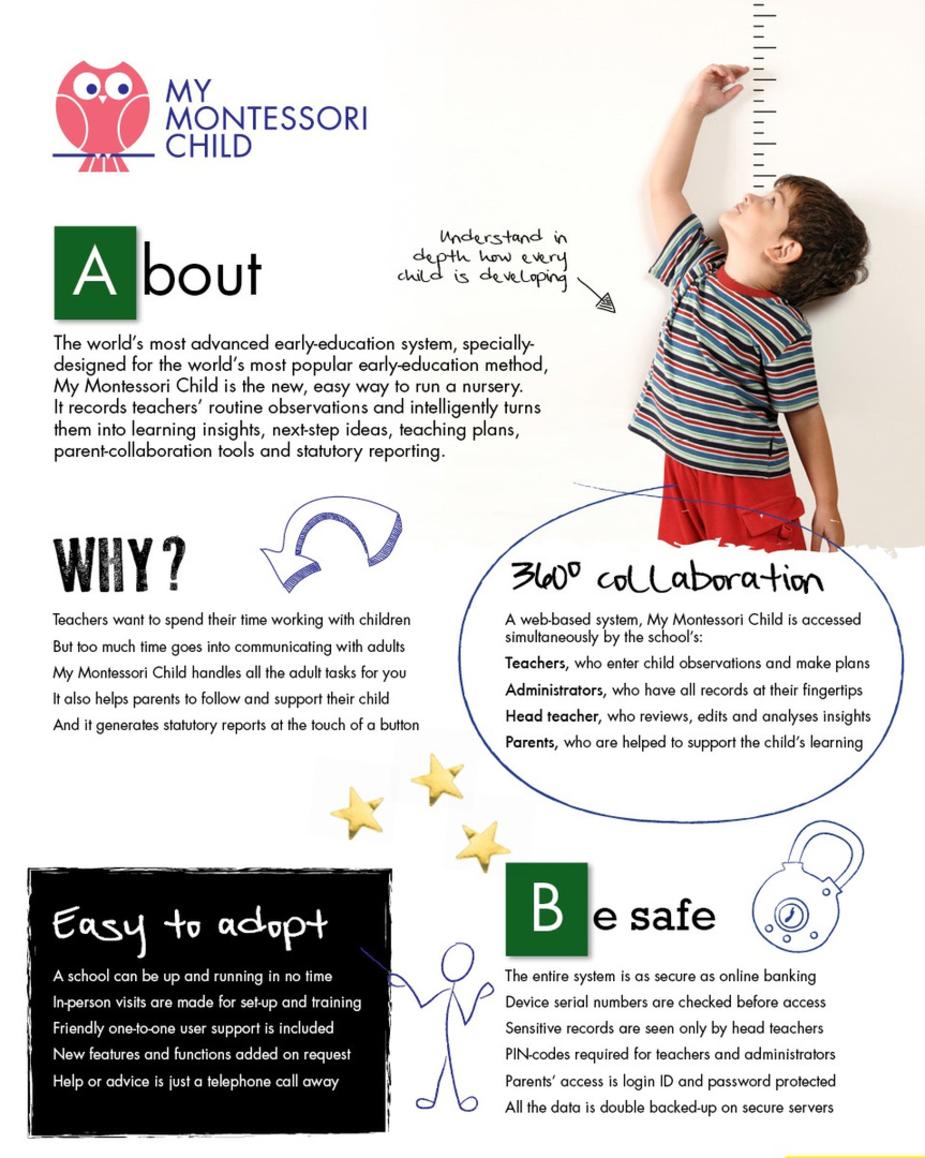 MY
MONTESSORI
CHILD
About
Understand in
depth how every
child is developing
The world's most advanced early-education system, specially-
designed for the world's most popular early-education method,
My Montessori Child is the new, easy way to run a nursery.
It records teachers' routine observations and intelligently turns
them into learning insights, next-step ideas, teaching plans,
parent-collaboration tools and statutory reporting.
WHY?
Teachers want to spend their time working with children
But too much time goes into communicating with adults
My Montessori Child handles all the adult tasks for you
It also helps parents to follow and support their child
And it generates statutory reports at the touch of a button
360° collaboration
A web-based system, My Montessori Child is accessed
simultaneously by the school's:
Teachers, who enter child observations and make plans
Administrators, who have all records at their fingertips
Head teacher, who reviews, edits and analyses insights
Parents, who are helped to support the child's learning
Easy to adopt
A school can be up and running in no time
In-person visits are made for set-up and training
Friendly one-to-one user support is included
New features and functions added on request
Help or advice is just a telephone call away
Be safe
The entire system is as secure as online banking
Device serial numbers are checked before access
Sensitive records are seen only by head teachers
PIN-codes required for teachers and administrators
Parents' access is login ID and password protected
All the data is double backed-up on secure servers